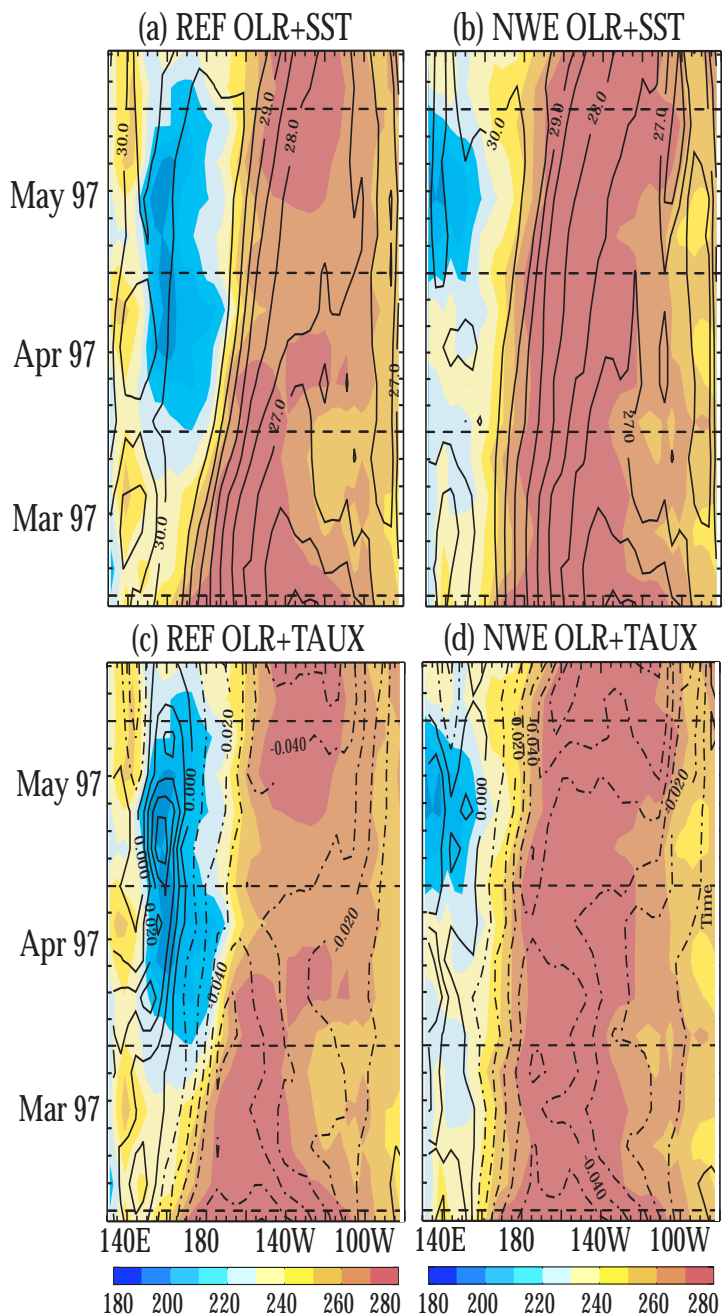 (a) REF OLR+SST
(b) NWE OLR+SST
30.0
29.0
28.0
30.0
29.0
28.0
27.0
May 97
Apr 97
27.0
27.0
27.0
Mar 97
30.0
(c) REF OLR+TAUX
(d) NWE OLR+TAUX
0.020
-0.040
0.020
-0.040
May 97
0.000
0.000
-0.020
0.000
Apr 97
0.020
-0.020
-0.040
Time
Mar 97
-0.040
140E 180 140W 100W
140E 180 140W 100W
180 200 220 240 260 280
180 200 220 240 260 280